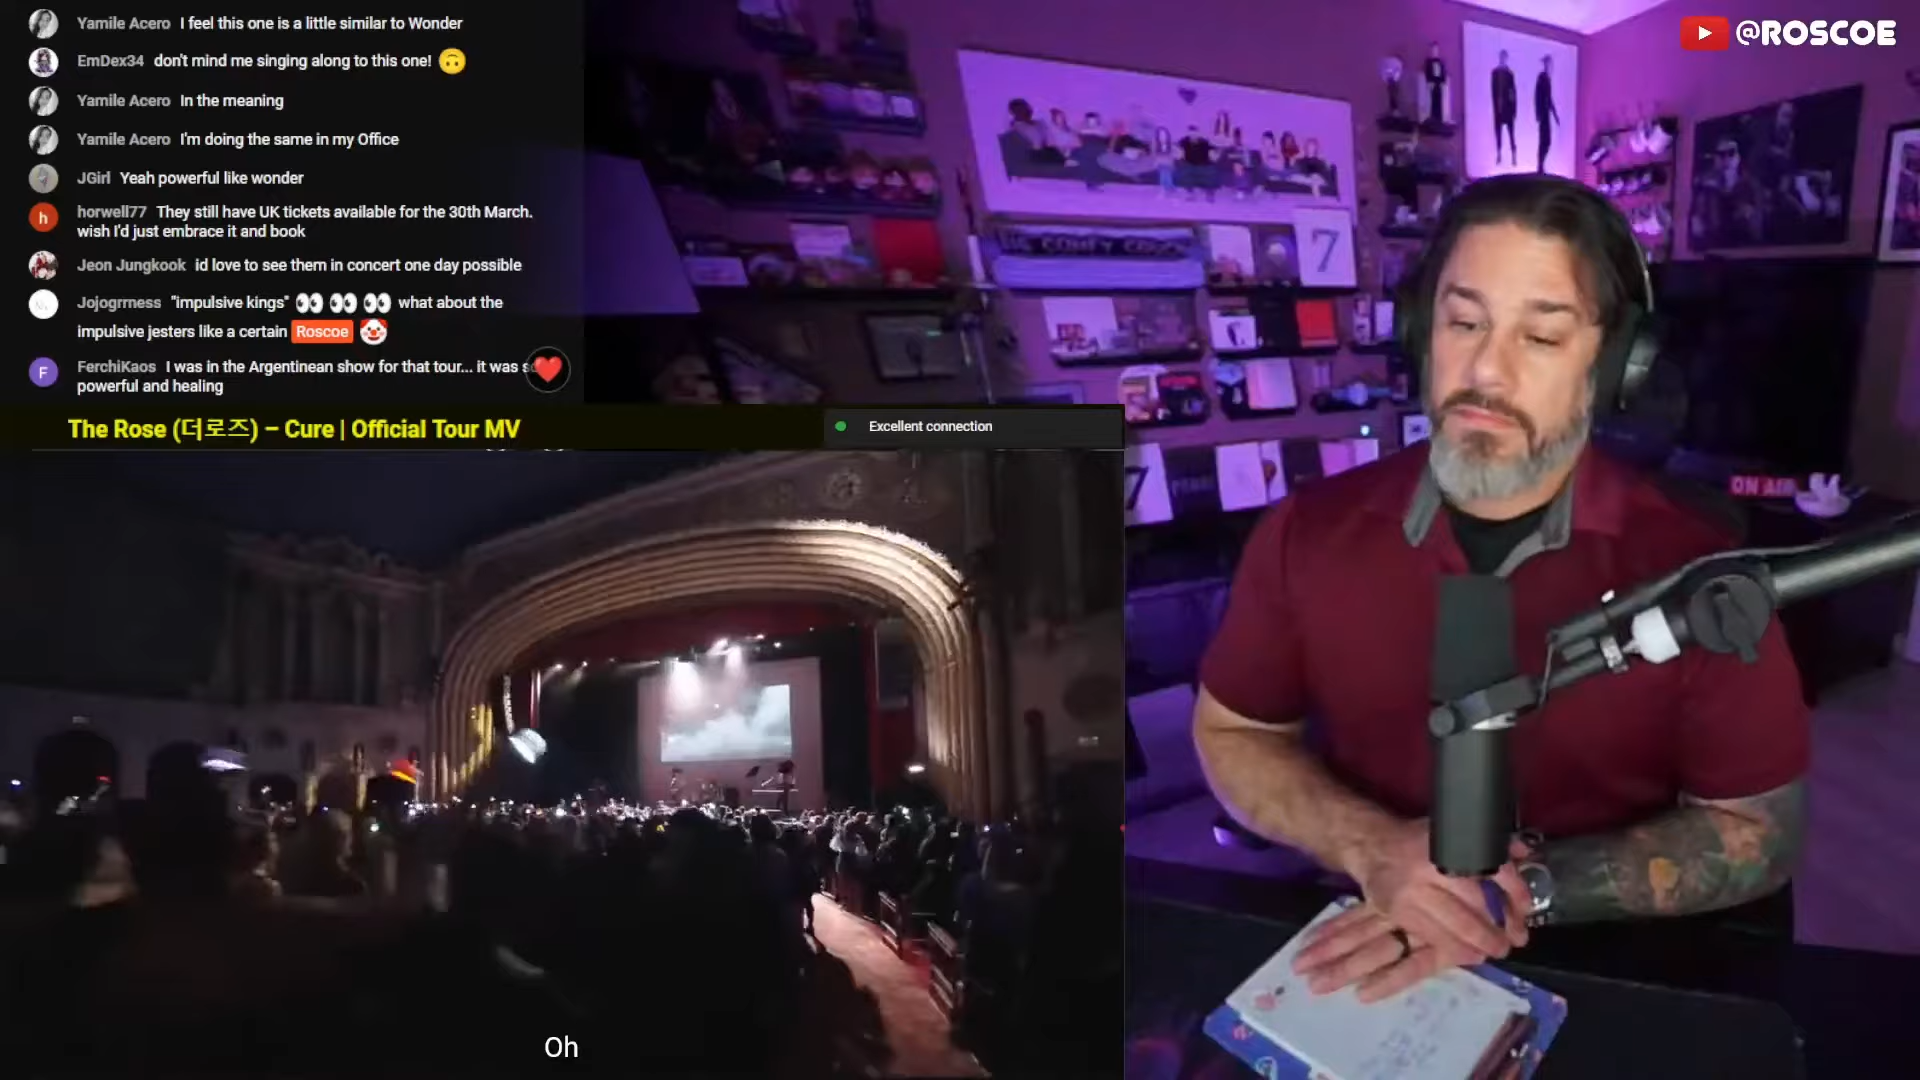 Yamile Acero I feel this one is a little similar to Wonder
EmDex34 don't mind me singing along to this one! 🙃
Yamile Acero In the meaning
Yamile Acero I'm doing the same in my Office
JGirl Yeah powerful like wonder
h horwell77 They still have UK tickets available for the 30th March.
wish I'd just embrace it and book
Jeon Jungkook id love to see them in concert one day possible
Jojogrrness "impulsive kings" 👀 👀 👀 what about the
impulsive jesters like a certain Roscoe 🤡
F FerchiKaos I was in the Argentinean show for that tour... it was
powerful and healing
The Rose (더로즈) – Cure | Official Tour MV
Excellent connection
Oh
@ROSCOE
BIG COMFY COUCH
7
7
ON AIR